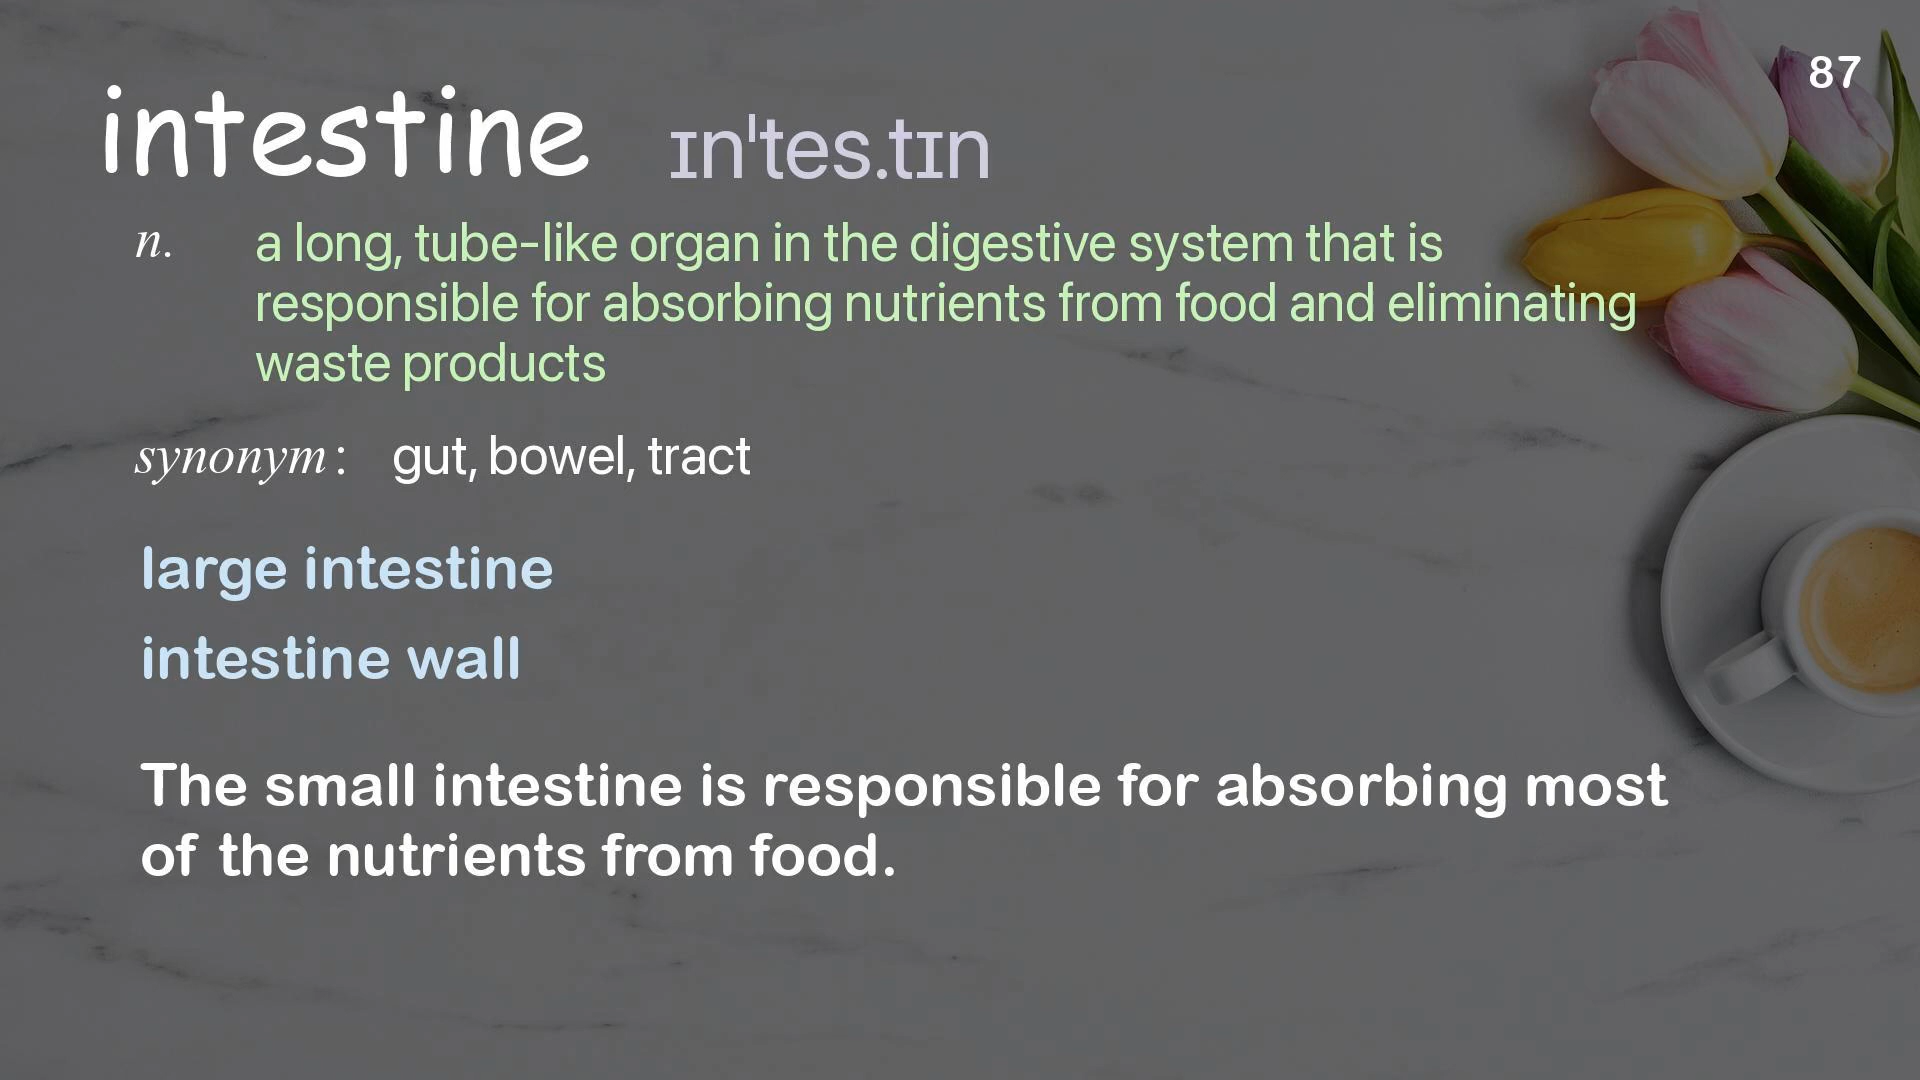 87
intestine ɪnˈtes.tɪn
n. a long, tube-like organ in the digestive system that is
responsible for absorbing nutrients from food and eliminating
waste products
synonym: gut, bowel, tract
large intestine
intestine wall
The small intestine is responsible for absorbing most
of the nutrients from food.